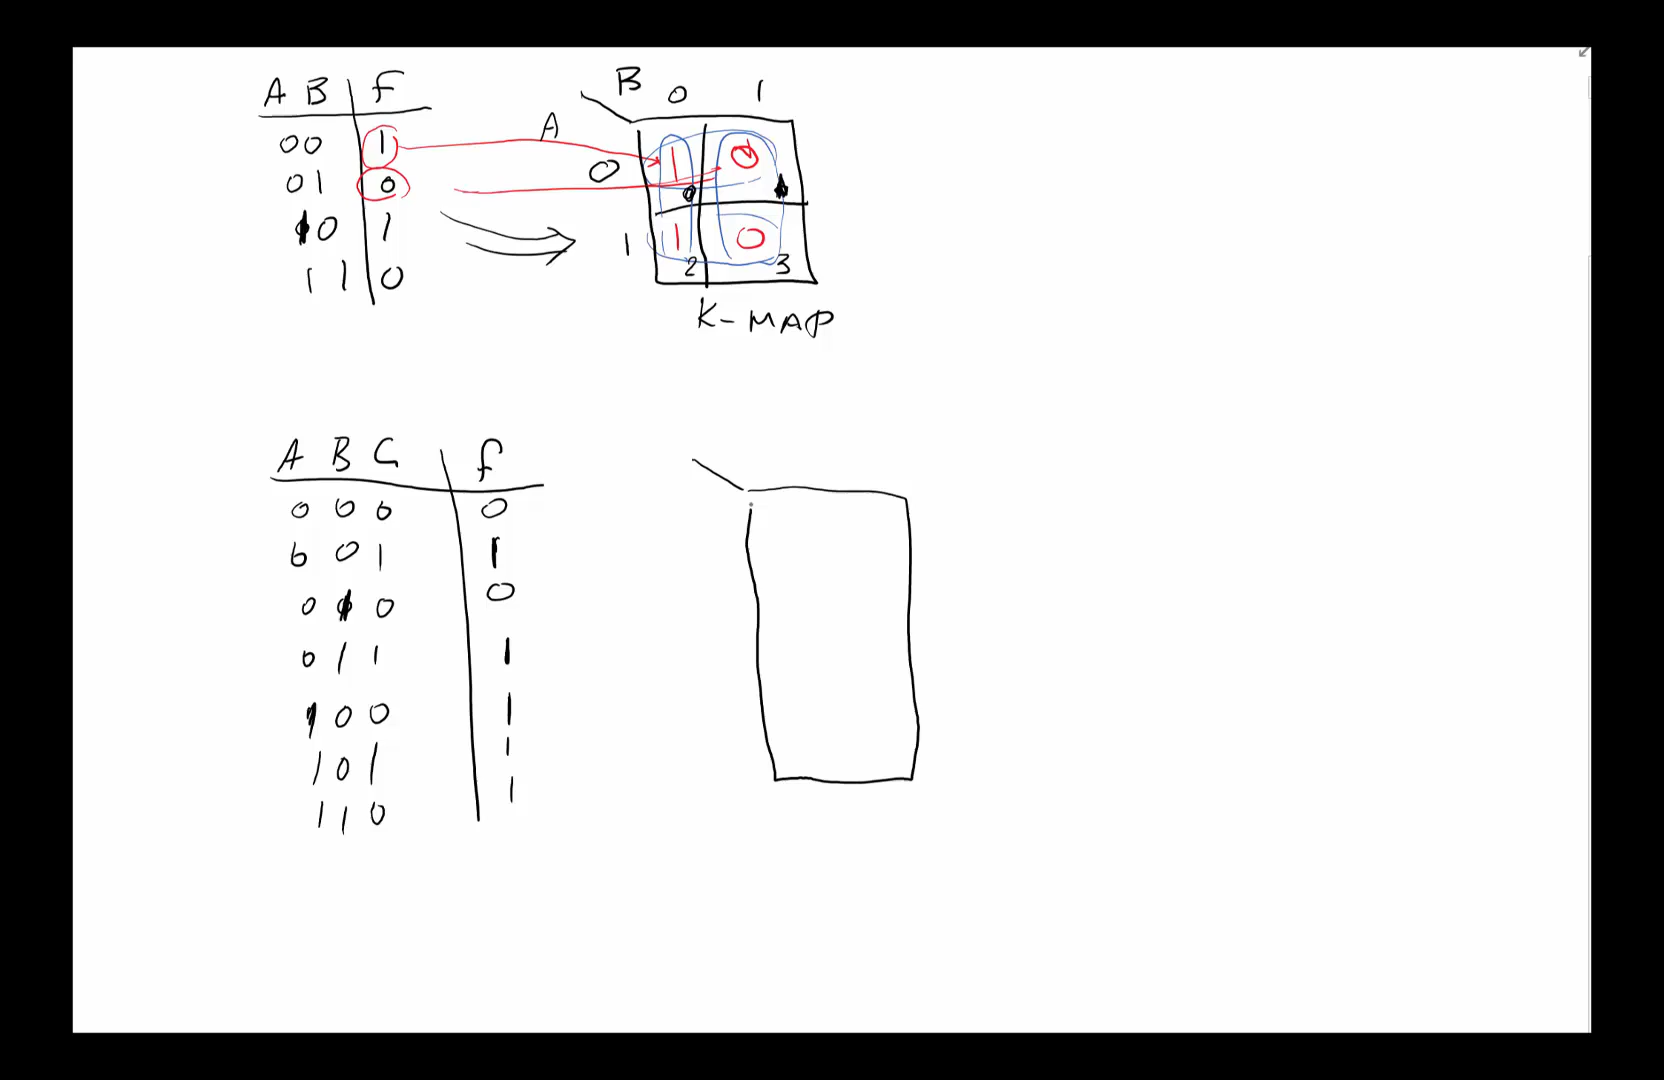 A B f
00 1
01 0
10 1
11 0
B 0 1
A
0 1 0
0 1
1 1 0
2 3
K-MAP
A B C f
0 0 0 0
0 0 1 1
0 1 0 0
0 1 1 1
1 0 0 1
1 0 1 1
1 1 0 1